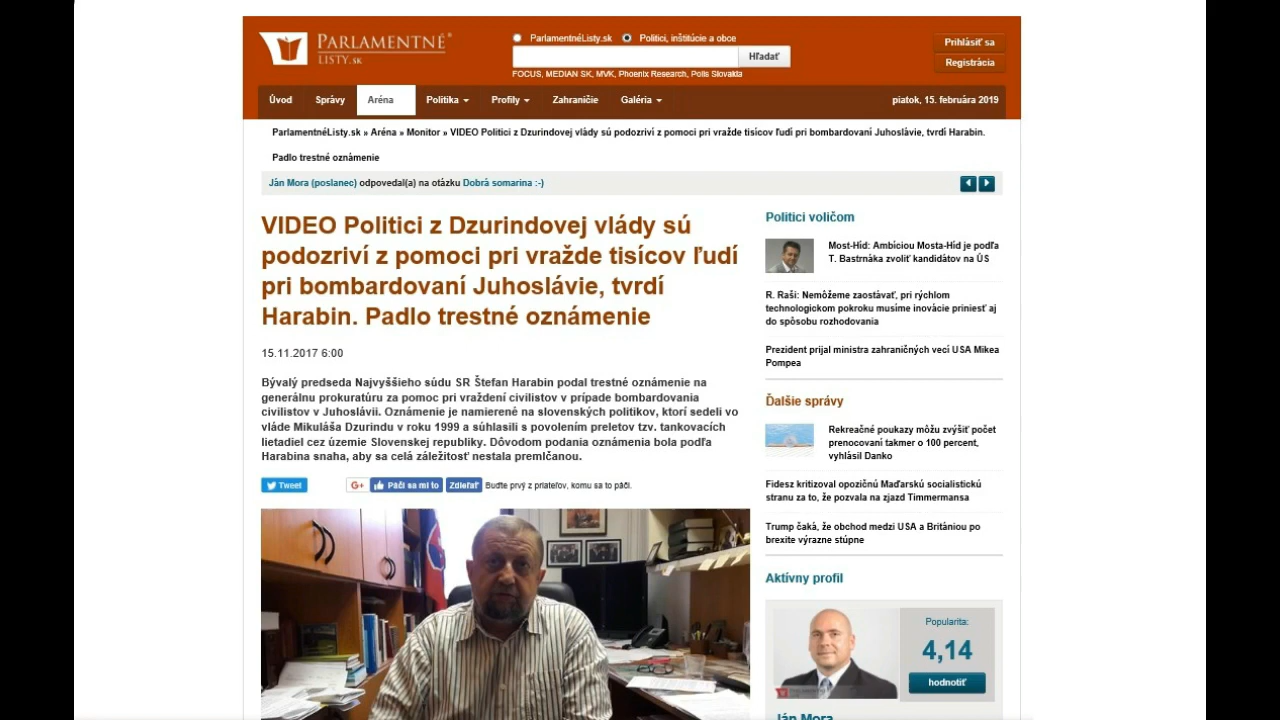 PARLAMENTNÉ
LISTY.SK
ParlamentnéListy.sk Politici, inštitúcie a obce
Hľadať
FOCUS, MEDIAN SK, MVK, Phoenix Research, Polis Slovakia
Prihlásiť sa
Registrácia
Úvod Správy Aréna Politika Profily Zahraničie Galéria piatok, 15. februára 2019
ParlamentnéListy.sk » Aréna » Monitor » VIDEO Politici z Dzurindovej vlády sú podozriví z pomoci pri vražde tisícov ľudí pri bombardovaní Juhoslávie, tvrdí Harabin.
Padlo trestné oznámenie
Ján Mora (poslanec) odpovedal(a) na otázku Dobrá somarina :-)
VIDEO Politici z Dzurindovej vlády sú
podozriví z pomoci pri vražde tisícov ľudí
pri bombardovaní Juhoslávie, tvrdí
Harabin. Padlo trestné oznámenie
15.11.2017 6:00
Bývalý predseda Najvyššieho súdu SR Štefan Harabin podal trestné oznámenie na
generálnu prokuratúru za pomoc pri vraždení civilistov v prípade bombardovania
civilistov v Juhoslávii. Oznámenie je namierené na slovenských politikov, ktorí sedeli vo
vláde Mikuláša Dzurindu v roku 1999 a súhlasili s povolením preletov tzv. tankovacích
lietadiel cez územie Slovenskej republiky. Dôvodom podania oznámenia bola podľa
Harabina snaha, aby sa celá záležitosť nestala premlčanou.
Tweet G+ Páči sa mi to Zdieľať Buďte prvý z priateľov, komu sa to páči.
Politici voličom
Most-Híd: Ambíciou Mosta-Híd je podľa
T. Bastrnáka zvoliť kandidátov na ÚS
R. Raši: Nemôžeme zaostávať, pri rýchlom
technologickom pokroku musíme inovácie priniesť aj
do spôsobu rozhodovania
Prezident prijal ministra zahraničných vecí USA Mikea
Pompea
Ďalšie správy
Rekreačné poukazy môžu zvýšiť počet
prenocovaní takmer o 100 percent,
vyhlásil Danko
Fidesz kritizoval opozičnú Maďarskú socialistickú
stranu za to, že pozvala na zjazd Timmermansa
Trump čaká, že obchod medzi USA a Britániou po
brexite výrazne stúpne
Aktívny profil
Popularita:
4,14
hodnotiť
Ján Mora